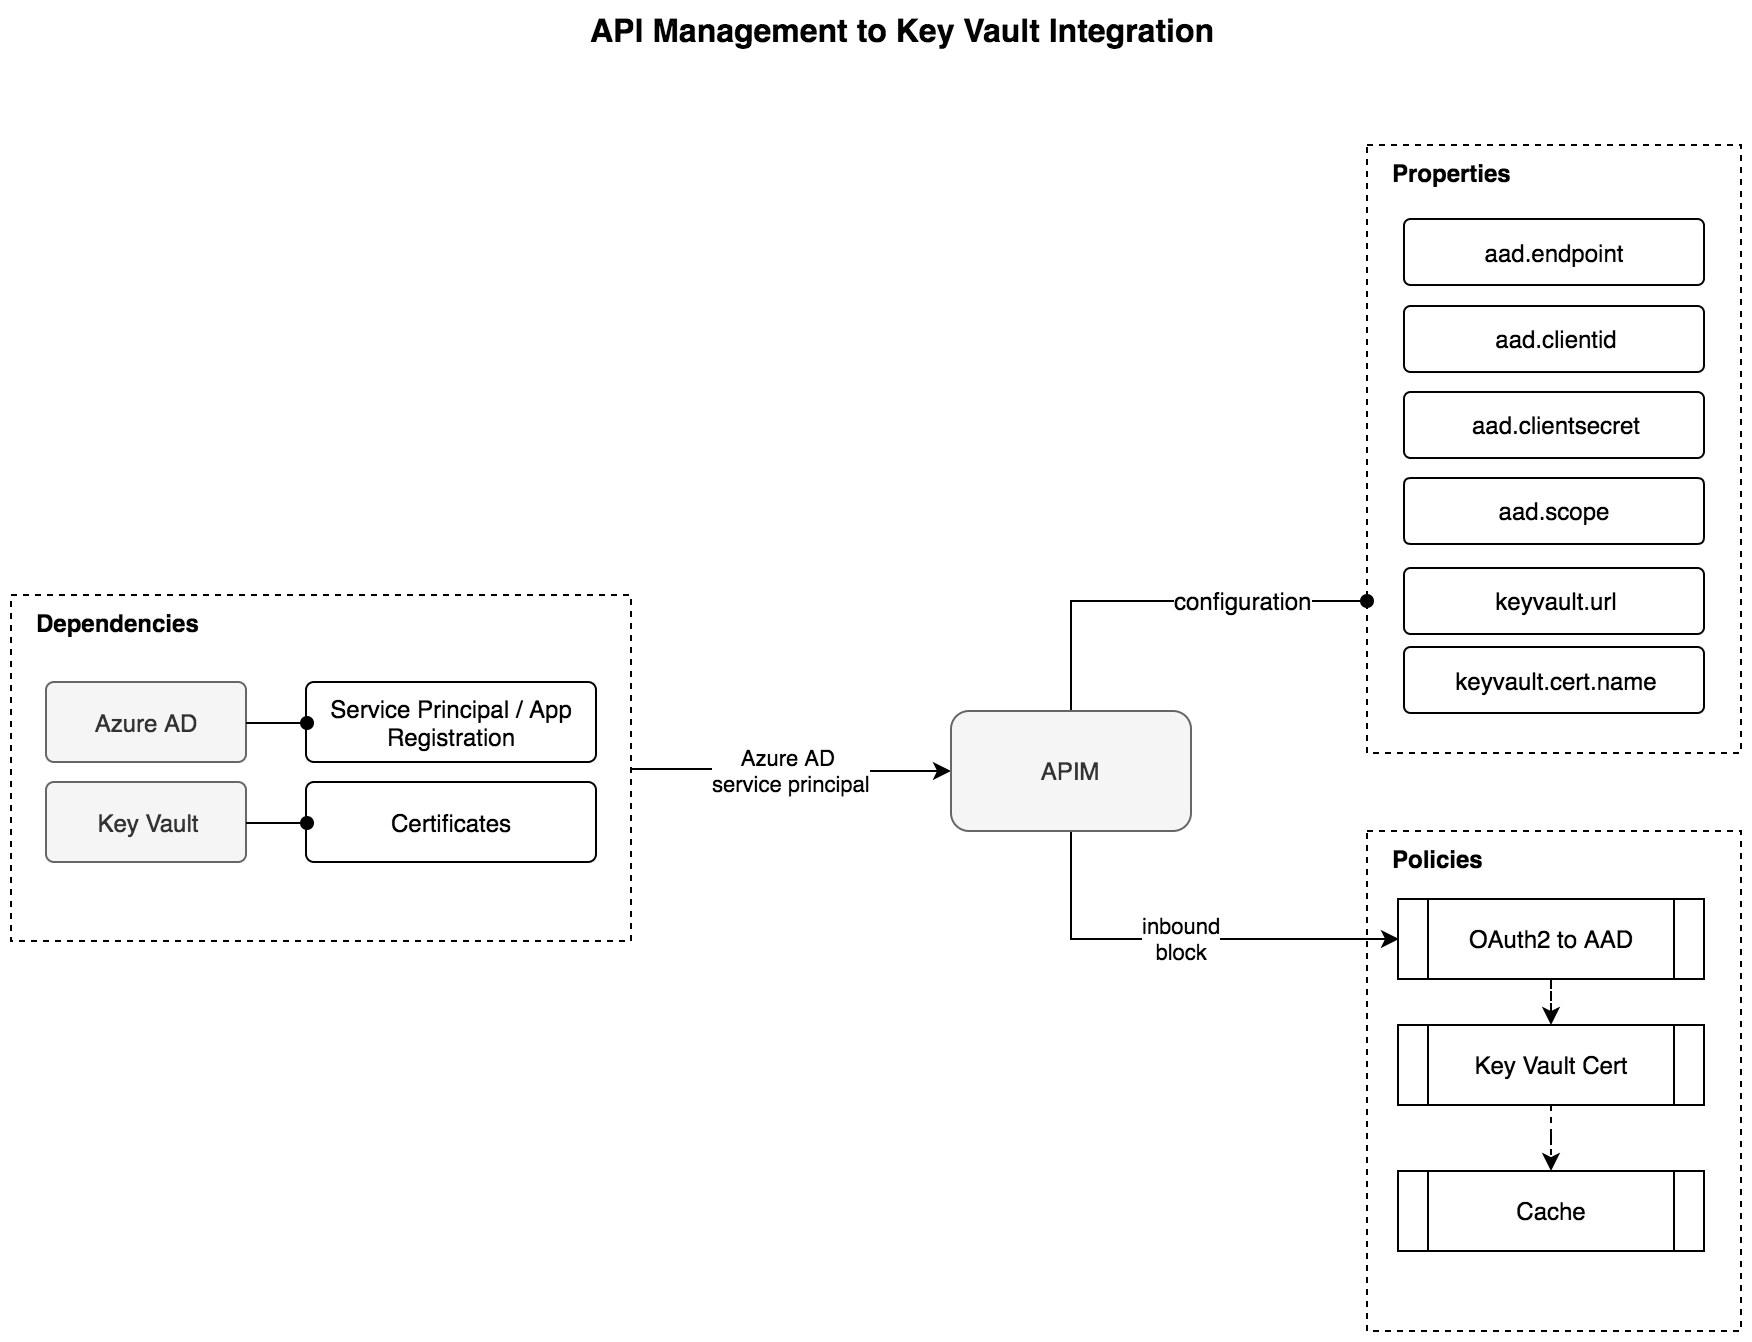 API Management to Key Vault Integration
Properties
aad.endpoint
aad.clientid
aad.clientsecret
aad.scope
keyvault.url
keyvault.cert.name
configuration
Dependencies
Azure AD
Service Principal / App
Registration
Key Vault
Certificates
Azure AD
service principal
APIM
inbound
block
Policies
OAuth2 to AAD
Key Vault Cert
Cache